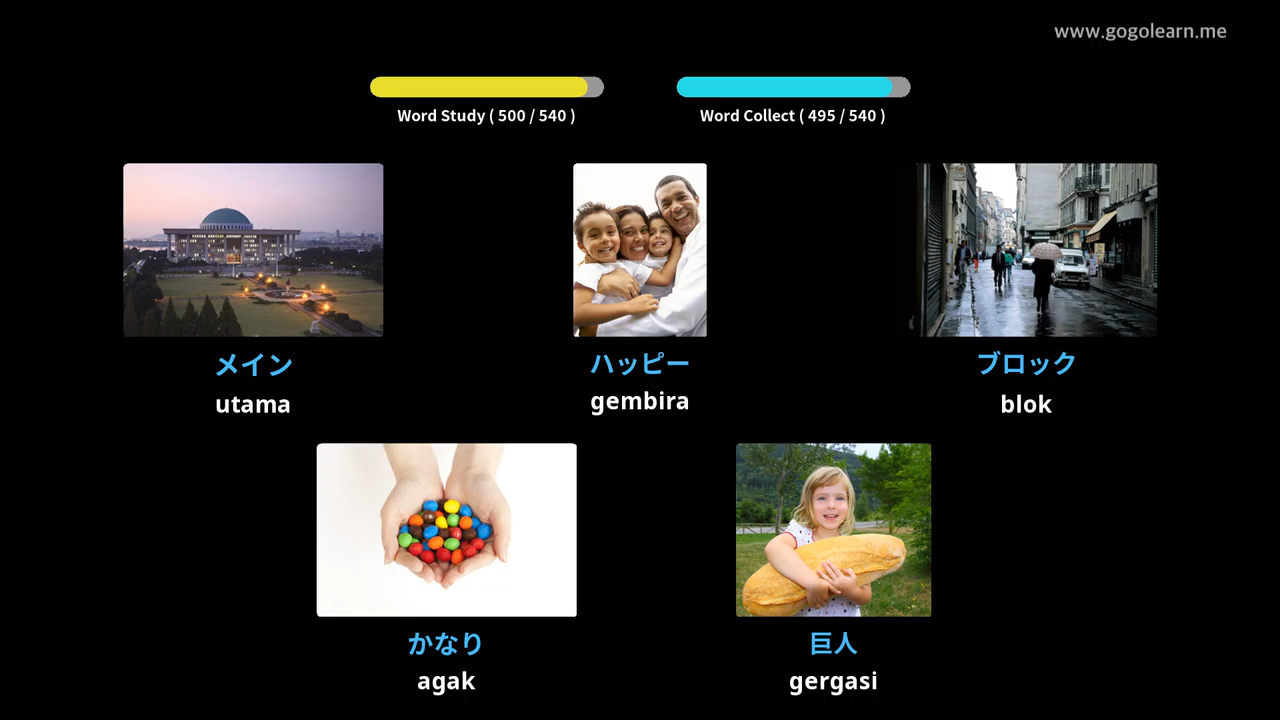 www.gogolearn.me
Word Study ( 500 / 540 )
Word Collect ( 495 / 540 )
メイン
utama
ハッピー
gembira
ブロック
blok
かなり
agak
巨人
gergasi